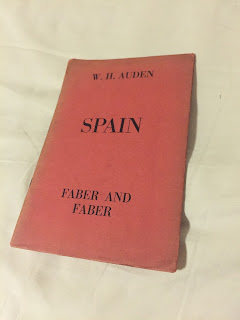 W. H. AUDEN
SPAIN
FABER AND
FABER